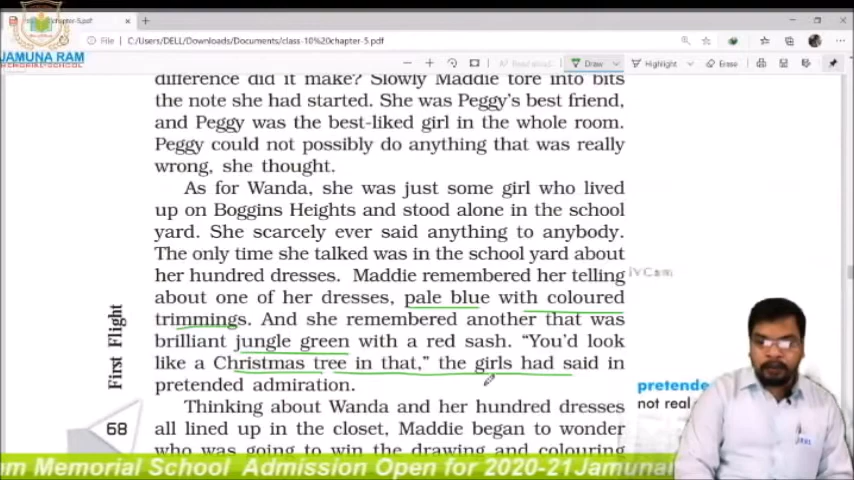 chapter-5.pdf
JAMUNA RAM
MEMORIAL SCHOOL
File
C:/Users/DELL/Downloads/Documents/class-10%20chapter-5.pdf
Read aloud
Draw
Highlight
Erase
difference did it make? Slowly Maddie tore into bits
the note she had started. She was Peggy's best friend,
and Peggy was the best-liked girl in the whole room.
Peggy could not possibly do anything that was really
wrong, she thought.
As for Wanda, she was just some girl who lived
up on Boggins Heights and stood alone in the school
yard. She scarcely ever said anything to anybody.
The only time she talked was in the school yard about
her hundred dresses. Maddie remembered her telling
about one of her dresses, pale blue with coloured
trimmings. And she remembered another that was
brilliant jungle green with a red sash. "You'd look
like a Christmas tree in that," the girls had said in
pretended admiration.
Thinking about Wanda and her hundred dresses
all lined up in the closet, Maddie began to wonder
who was going to win the drawing and colouring
First Flight
68
iVCam
pretende
not real
am Memorial School Admission Open for 2020-21 Jamuna